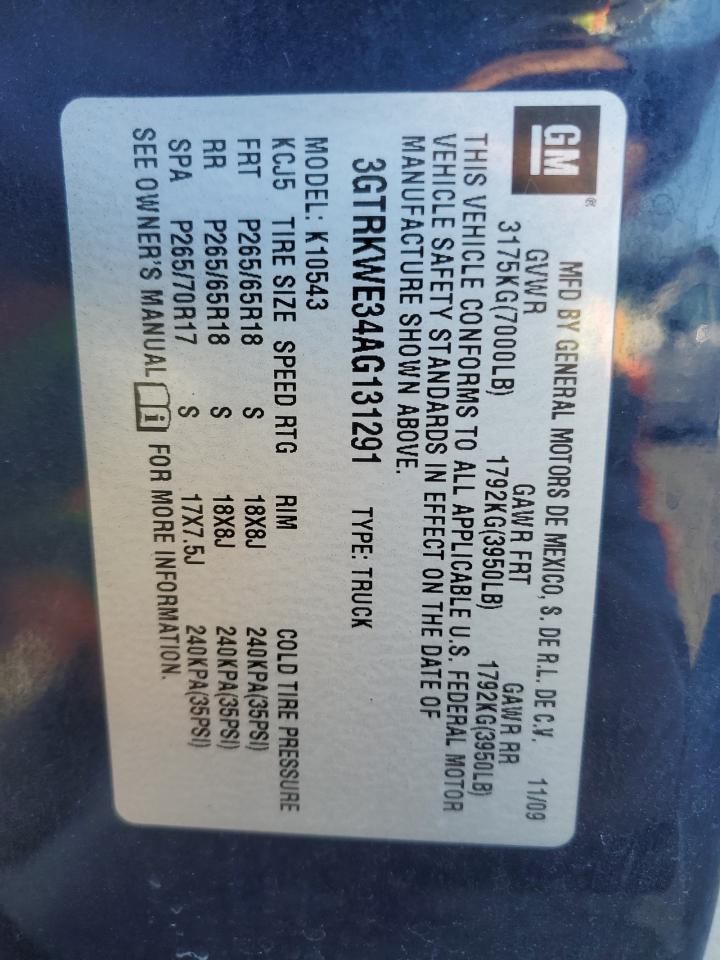 GM®
MFD BY GENERAL MOTORS DE MEXICO, S. DE R.L. DE C.V. 11/09
GVWR GAWR FRT GAWR RR
3175KG(7000LB) 1792KG(3950LB) 1792KG(3950LB)
THIS VEHICLE CONFORMS TO ALL APPLICABLE U.S. FEDERAL MOTOR
VEHICLE SAFETY STANDARDS IN EFFECT ON THE DATE OF
MANUFACTURE SHOWN ABOVE.
3GTRKWE34AG131291 TYPE: TRUCK
MODEL: K10543
KCJ5 TIRE SIZE SPEED RTG RIM COLD TIRE PRESSURE
FRT P265/65R18 S 18X8J 240KPA(35PSI)
RR P265/65R18 S 18X8J 240KPA(35PSI)
SPA P265/70R17 S 17X7.5J 240KPA(35PSI)
SEE OWNER'S MANUAL i FOR MORE INFORMATION.